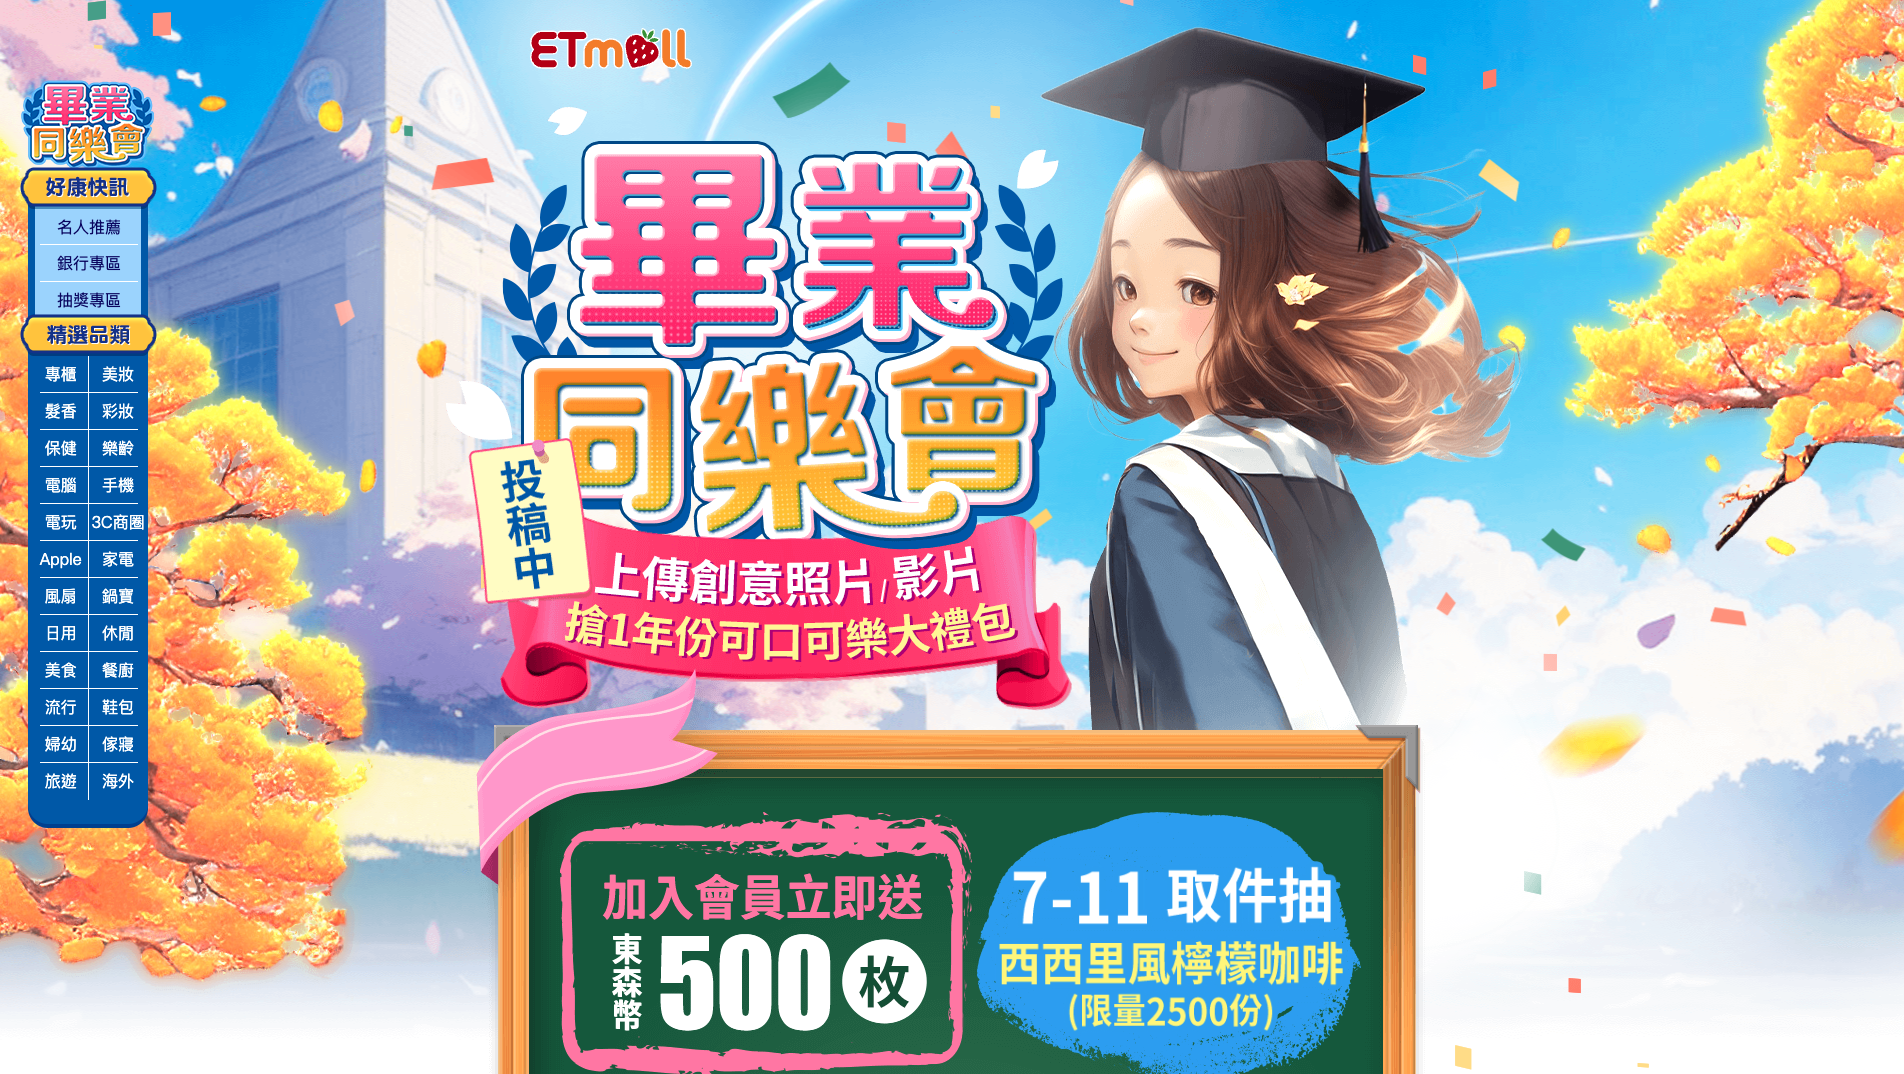 ETmall
畢業
同樂會
投稿中
上傳創意照片/影片
搶1年份可口可樂大禮包
加入會員立即送
東森幣
500枚
7-11 取件抽
西西里風檸檬咖啡
(限量2500份)
畢業
同樂會
好康快訊
名人推薦
銀行專區
抽獎專區
精選品類
專櫃 美妝
髮香 彩妝
保健 樂齡
電腦 手機
電玩 3C商圈
Apple 家電
風扇 鍋寶
日用 休閒
美食 餐廚
流行 鞋包
婦幼 傢寢
旅遊 海外